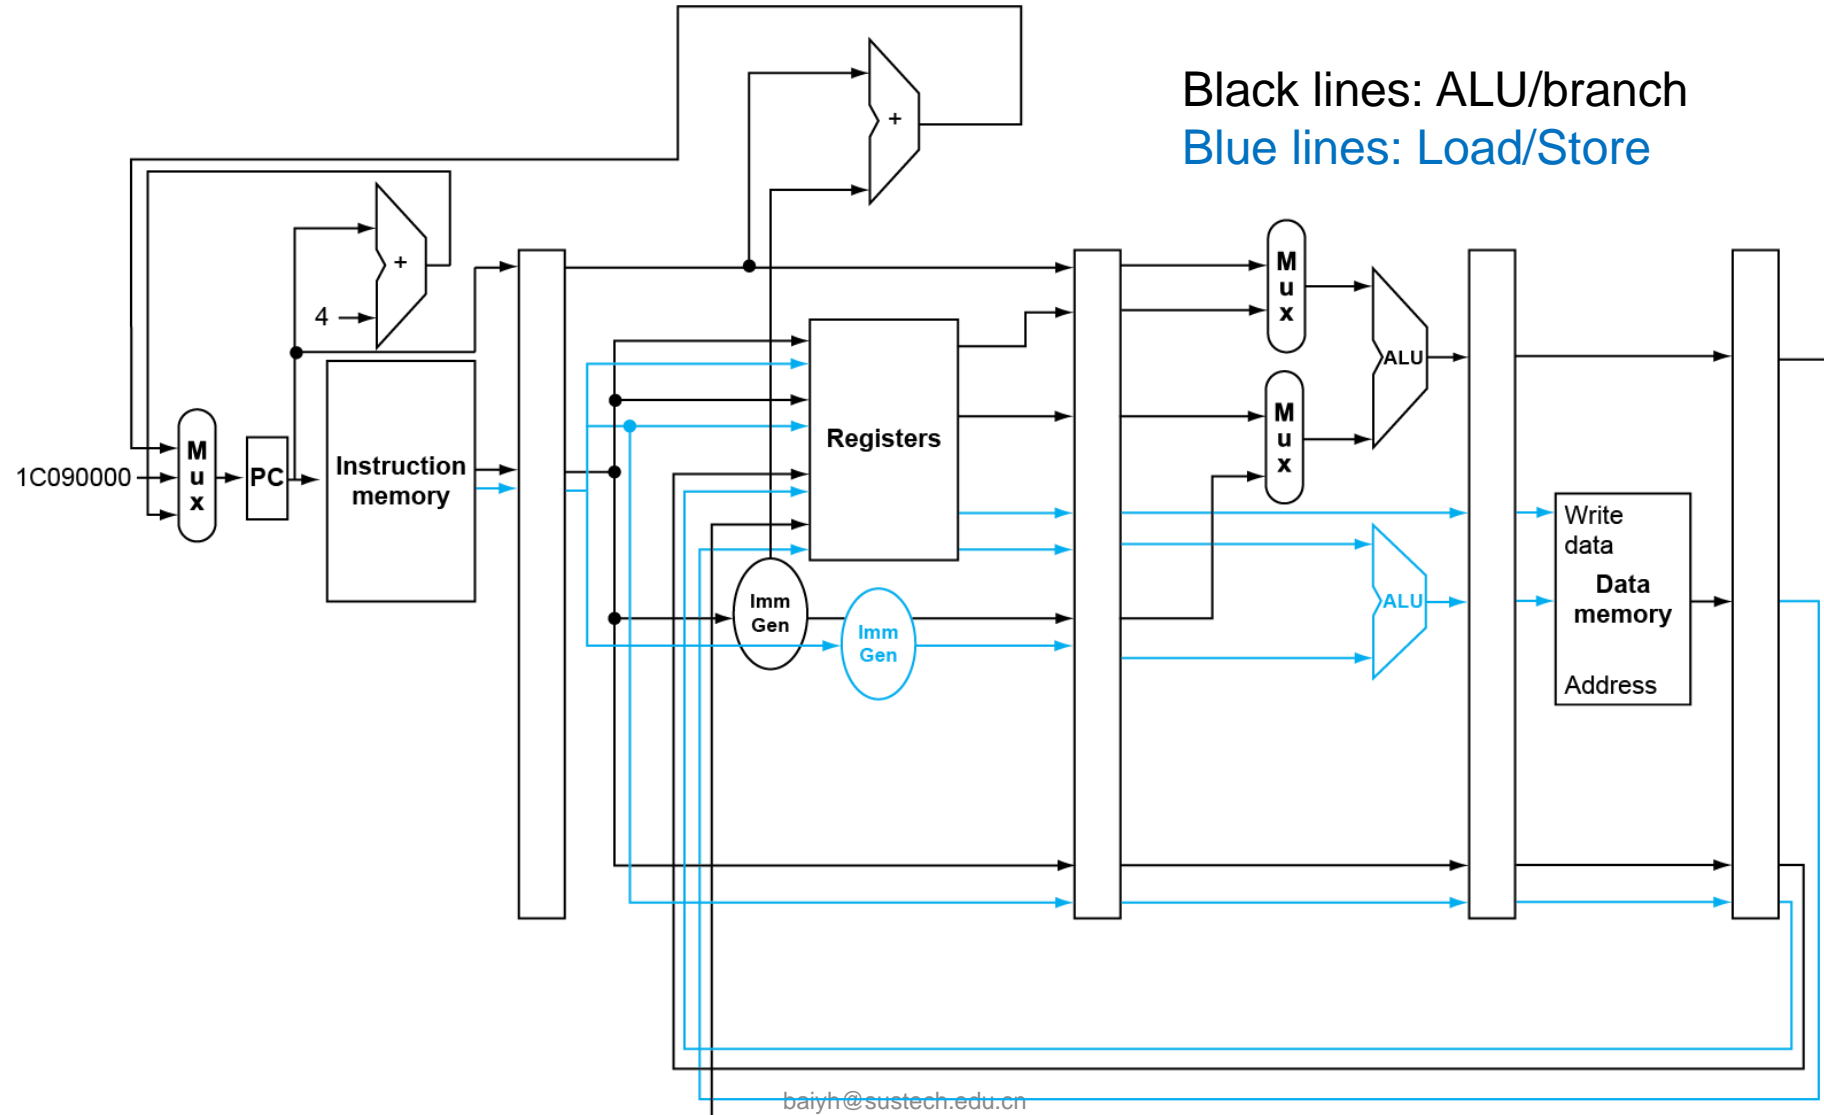 Black lines: ALU/branch
Blue lines: Load/Store
+
+
4
M
u
x
M
u
x
ALU
M
u
x
1C090000
PC
Instruction
memory
Registers
Imm
Gen
Imm
Gen
ALU
Write
data
Data
memory
Address
baiyh@sustech.edu.cn